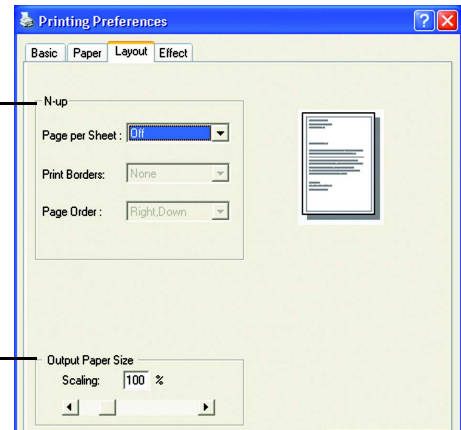 Printing Preferences
Basic Paper Layout Effect
N-up
Page per Sheet : Off
Print Borders: None
Page Order : Right,Down
Output Paper Size
Scaling: 100 %